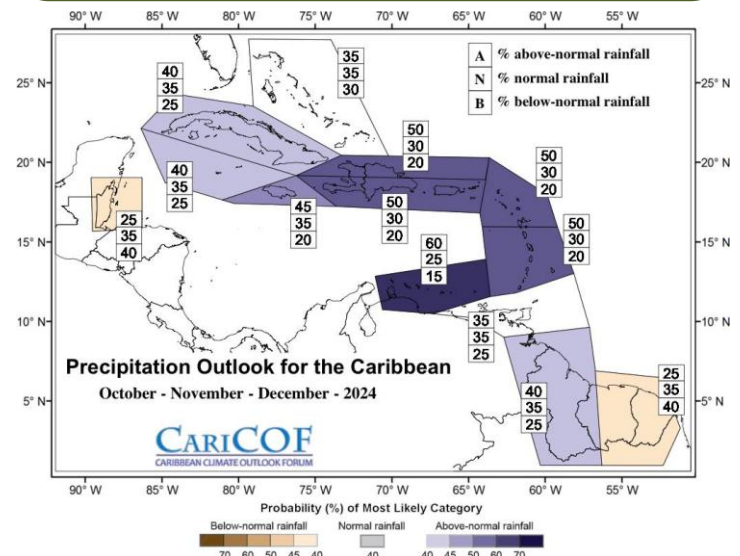 90° W 85° W 80° W 75° W 70° W 65° W 60° W 55° W
25° N
20° N
15° N
10° N
5° N
A % above-normal rainfall
N % normal rainfall
B % below-normal rainfall
35
35
30
40
35
25
50
30
20
50
30
20
40
35
25
45
35
20
50
30
20
50
30
20
25
35
40
60
25
15
35
35
25
25
35
40
40
35
25
Precipitation Outlook for the Caribbean
October - November - December - 2024
CARICOF
CARIBBEAN CLIMATE OUTLOOK FORUM
90° W 85° W 80° W 75° W 70° W 65° W 60° W 55° W
Probability (%) of Most Likely Category
Below-normal rainfall Normal rainfall Above-normal rainfall
70 60 50 45 40 40 40 45 50 60 70